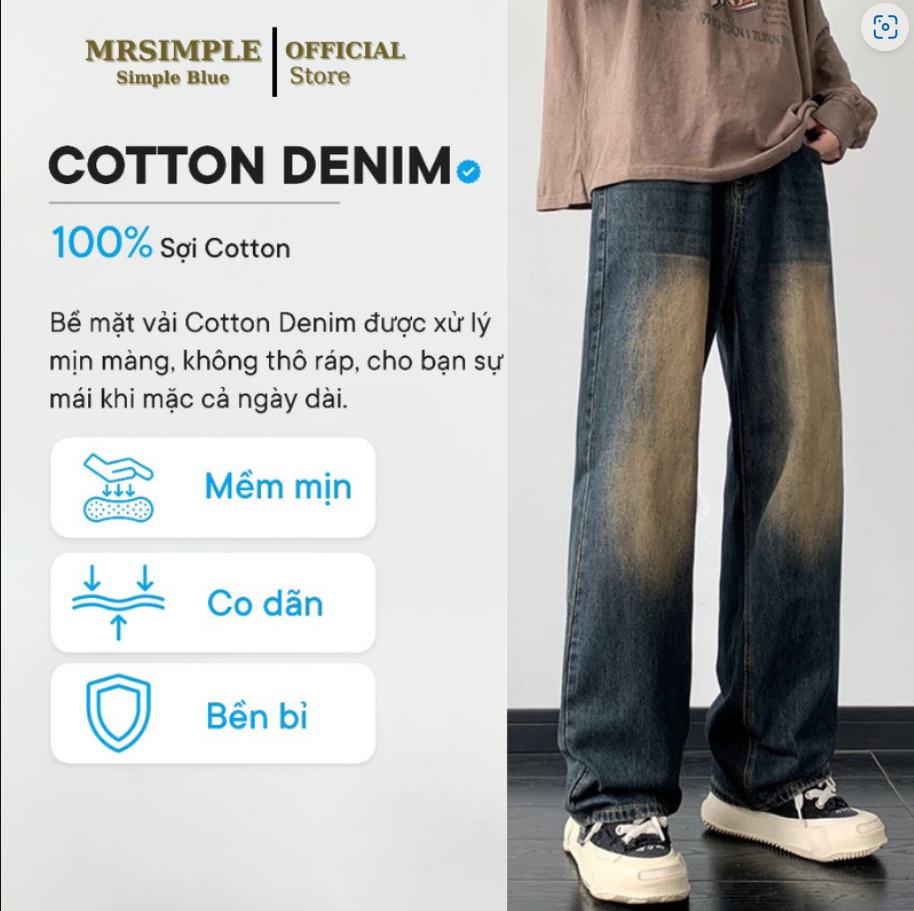 MRSIMPLE OFFICIAL
Simple Blue Store
COTTON DENIM
100% Sợi Cotton
Bề mặt vải Cotton Denim được xử lý
mịn màng, không thô ráp, cho bạn sự
mái khi mặc cả ngày dài.
Mềm mịn
Co dãn
Bền bỉ